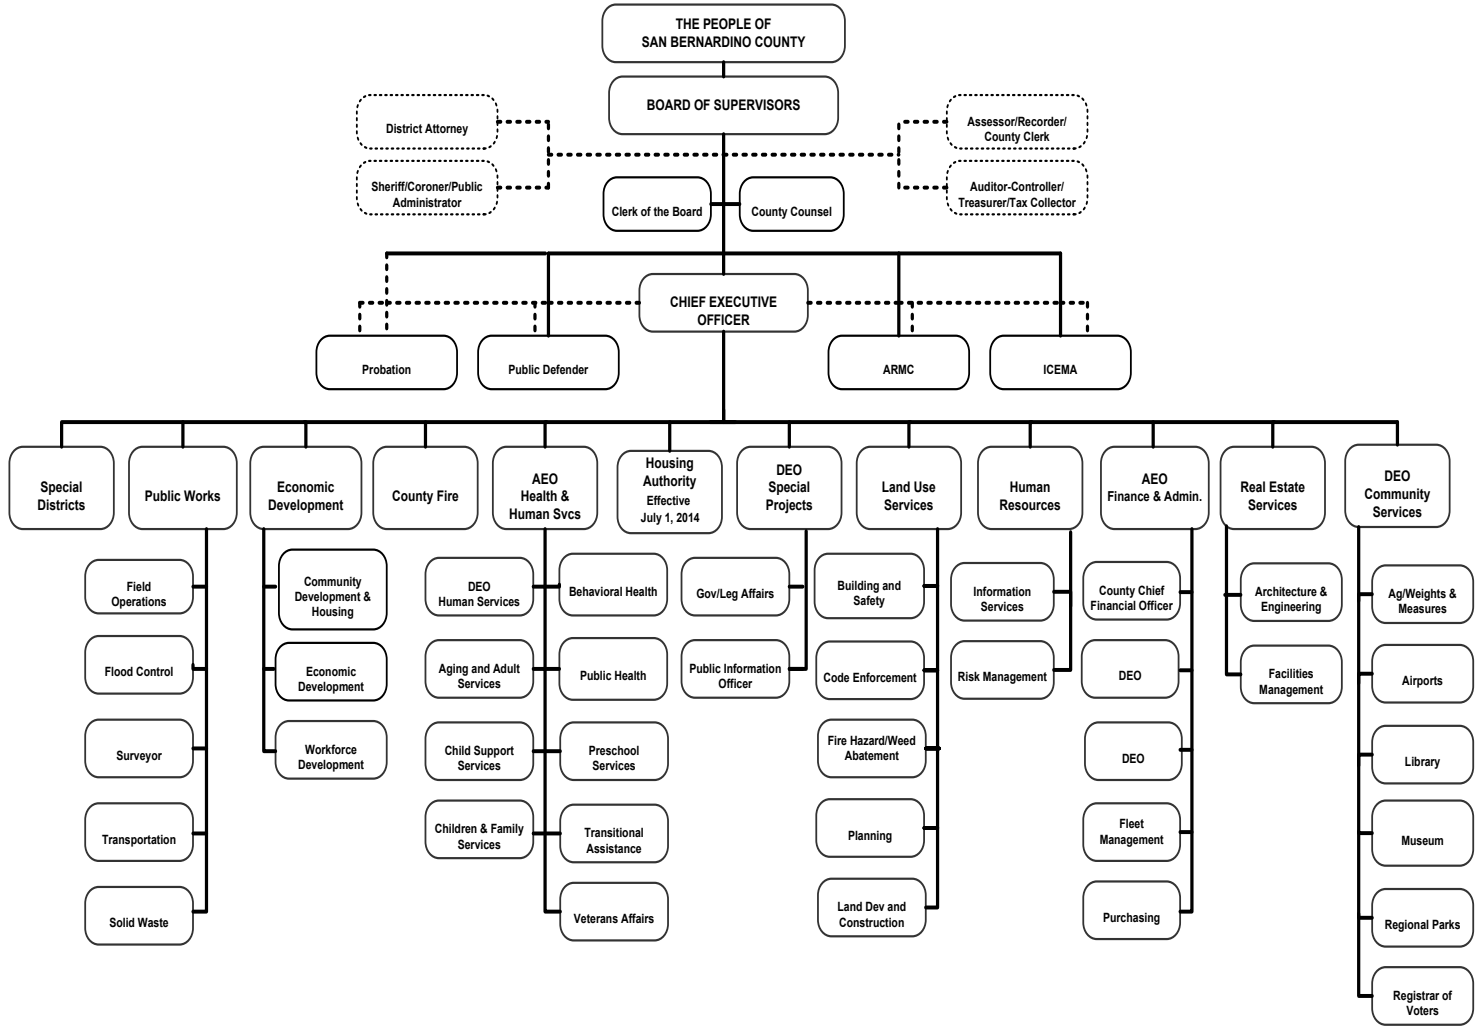 THE PEOPLE OF
SAN BERNARDINO COUNTY
BOARD OF SUPERVISORS
District Attorney
Assessor/Recorder/
County Clerk
Sheriff/Coroner/Public
Administrator
Auditor-Controller/
Treasurer/Tax Collector
Clerk of the Board
County Counsel
CHIEF EXECUTIVE
OFFICER
Probation
Public Defender
ARMC
ICEMA
Special
Districts
Public Works
Economic
Development
County Fire
AEO
Health &
Human Svcs
Housing
Authority
Effective
July 1, 2014
DEO
Special
Projects
Land Use
Services
Human
Resources
AEO
Finance & Admin.
Real Estate
Services
DEO
Community
Services
Field
Operations
Flood Control
Surveyor
Transportation
Solid Waste
Community
Development &
Housing
Economic
Development
Workforce
Development
DEO
Human Services
Aging and Adult
Services
Child Support
Services
Children & Family
Services
Behavioral Health
Public Health
Preschool
Services
Transitional
Assistance
Veterans Affairs
Gov/Leg Affairs
Public Information
Officer
Building and
Safety
Code Enforcement
Fire Hazard/Weed
Abatement
Planning
Land Dev and
Construction
Information
Services
Risk Management
County Chief
Financial Officer
DEO
DEO
Fleet
Management
Purchasing
Architecture &
Engineering
Facilities
Management
Ag/Weights &
Measures
Airports
Library
Museum
Regional Parks
Registrar of
Voters